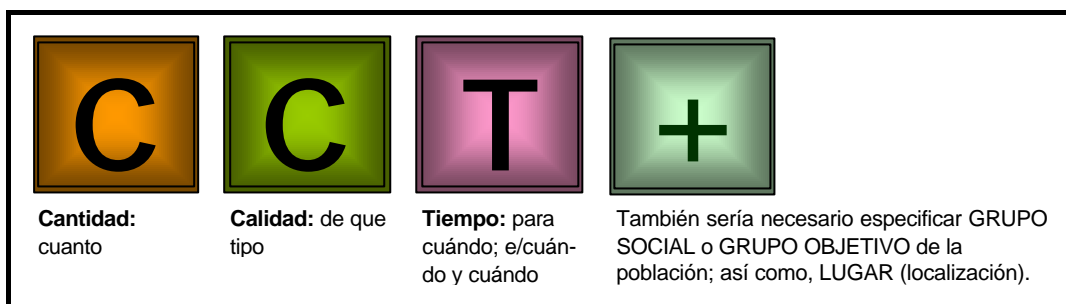 C C T +
Cantidad:
cuanto
Calidad: de que
tipo
Tiempo: para
cuándo; e/cuán-
do y cuándo
También sería necesario especificar GRUPO
SOCIAL o GRUPO OBJETIVO de la
población; así como, LUGAR (localización).